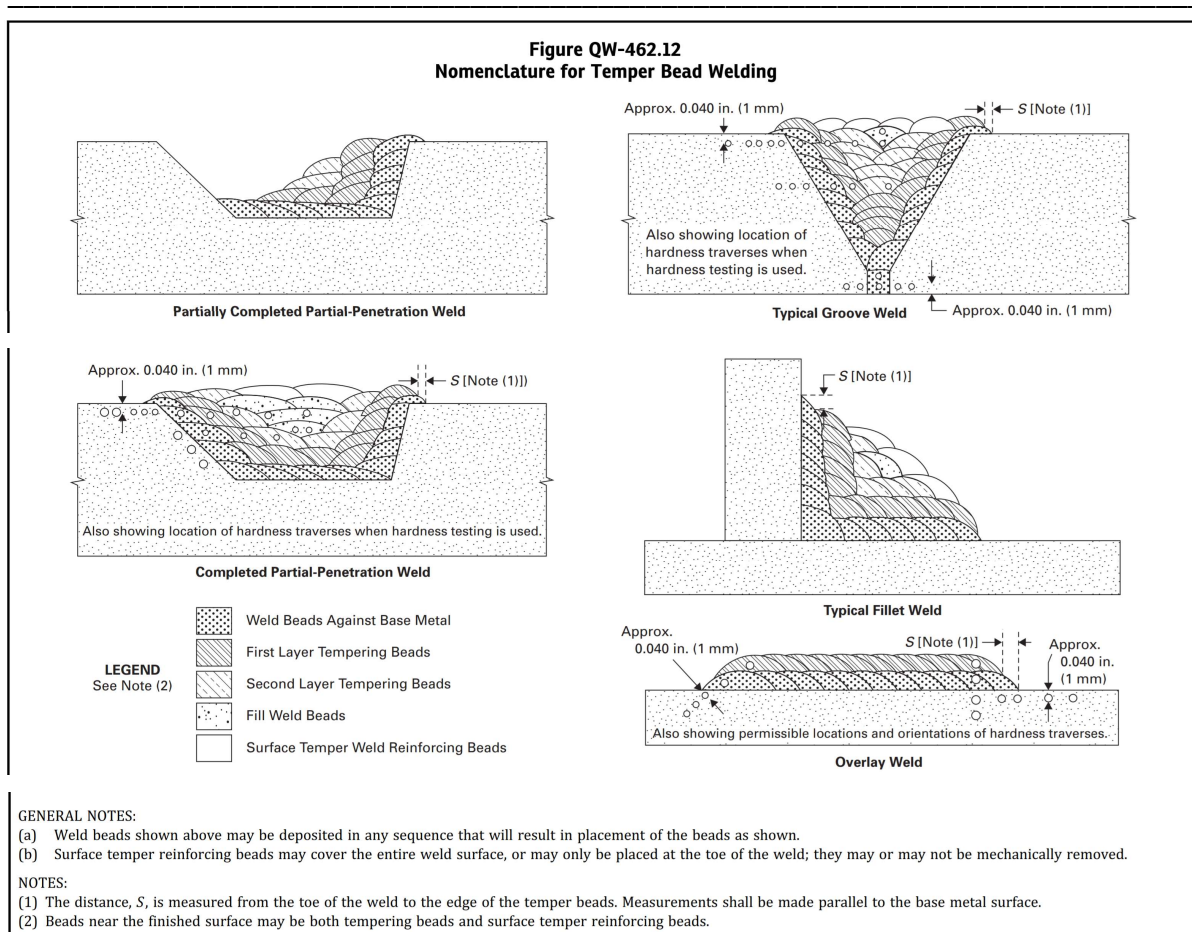 Figure QW-462.12
Nomenclature for Temper Bead Welding
Partially Completed Partial-Penetration Weld
Approx. 0.040 in. (1 mm)
S [Note (1)]
Also showing location of
hardness traverses when
hardness testing is used.
Typical Groove Weld
Approx. 0.040 in. (1 mm)
Approx. 0.040 in. (1 mm)
S [Note (1)])
Also showing location of hardness traverses when hardness testing is used.
Completed Partial-Penetration Weld
S [Note (1)]
Typical Fillet Weld
LEGEND
See Note (2)
Weld Beads Against Base Metal
First Layer Tempering Beads
Second Layer Tempering Beads
Fill Weld Beads
Surface Temper Weld Reinforcing Beads
Approx.
0.040 in. (1 mm)
S [Note (1)]
Approx.
0.040 in.
(1 mm)
Also showing permissible locations and orientations of hardness traverses.
Overlay Weld
GENERAL NOTES:
(a) Weld beads shown above may be deposited in any sequence that will result in placement of the beads as shown.
(b) Surface temper reinforcing beads may cover the entire weld surface, or may only be placed at the toe of the weld; they may or may not be mechanically removed.
NOTES:
(1) The distance, S, is measured from the toe of the weld to the edge of the temper beads. Measurements shall be made parallel to the base metal surface.
(2) Beads near the finished surface may be both tempering beads and surface temper reinforcing beads.